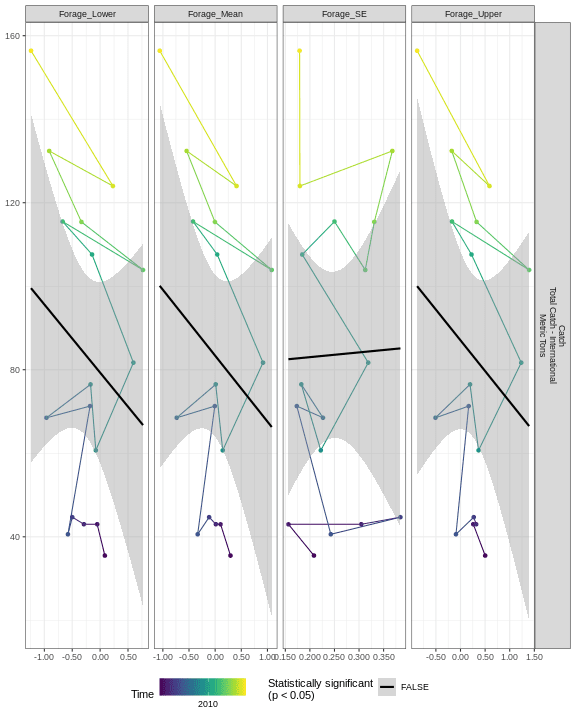 Forage_Lower Forage_Mean Forage_SE Forage_Upper
160
120
80
40
Catch
Total Catch - International
Metric Tons
-1.00 -0.50 0.00 0.50 -1.00 -0.50 0.00 0.50 1.00 0.150 0.200 0.250 0.300 0.350 -0.50 0.00 0.50 1.00 1.50
Time
2010
Statistically significant
(p < 0.05)
FALSE